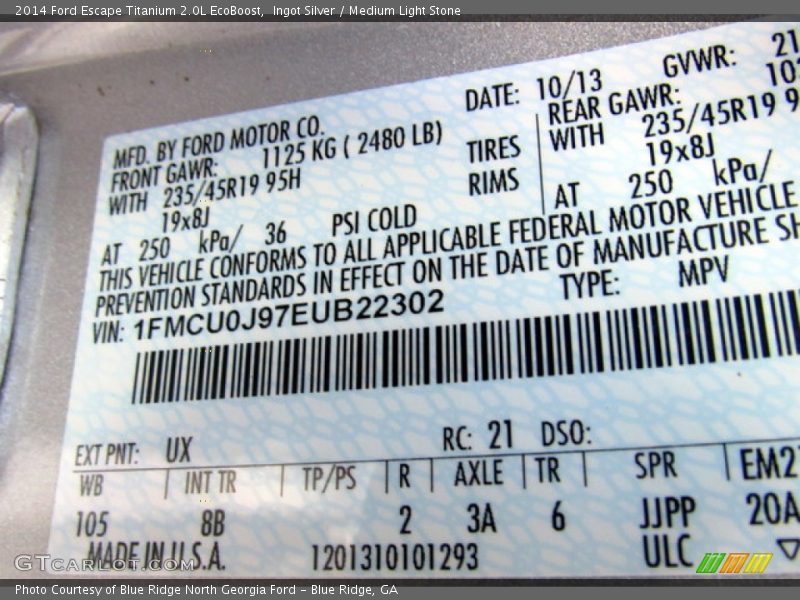 2014 Ford Escape Titanium 2.0L EcoBoost,  Ingot Silver / Medium Light Stone
MFD. BY FORD MOTOR CO.
DATE: 10/13
GVWR:
FRONT GAWR: 1125 KG ( 2480 LB)
REAR GAWR:
WITH 235/45R19 95H
TIRES
WITH 235/45R19
19x8J
RIMS
19x8J
AT 250 kPa/ 36 PSI COLD
AT 250 kPa/
THIS VEHICLE CONFORMS TO ALL APPLICABLE FEDERAL MOTOR VEHICLE
PREVENTION STANDARDS IN EFFECT ON THE DATE OF MANUFACTURE
VIN: 1FMCU0J97EUB22302
TYPE: MPV
EXT PNT: UX
RC: 21 DSO:
WB INT TR TP/PS R AXLE TR SPR
105 8B 2 3A 6 JJPP 20A
MADE IN U.S.A. 1201310101293 ULC
GTCarLot.com
Photo Courtesy of Blue Ridge North Georgia Ford – Blue Ridge, GA